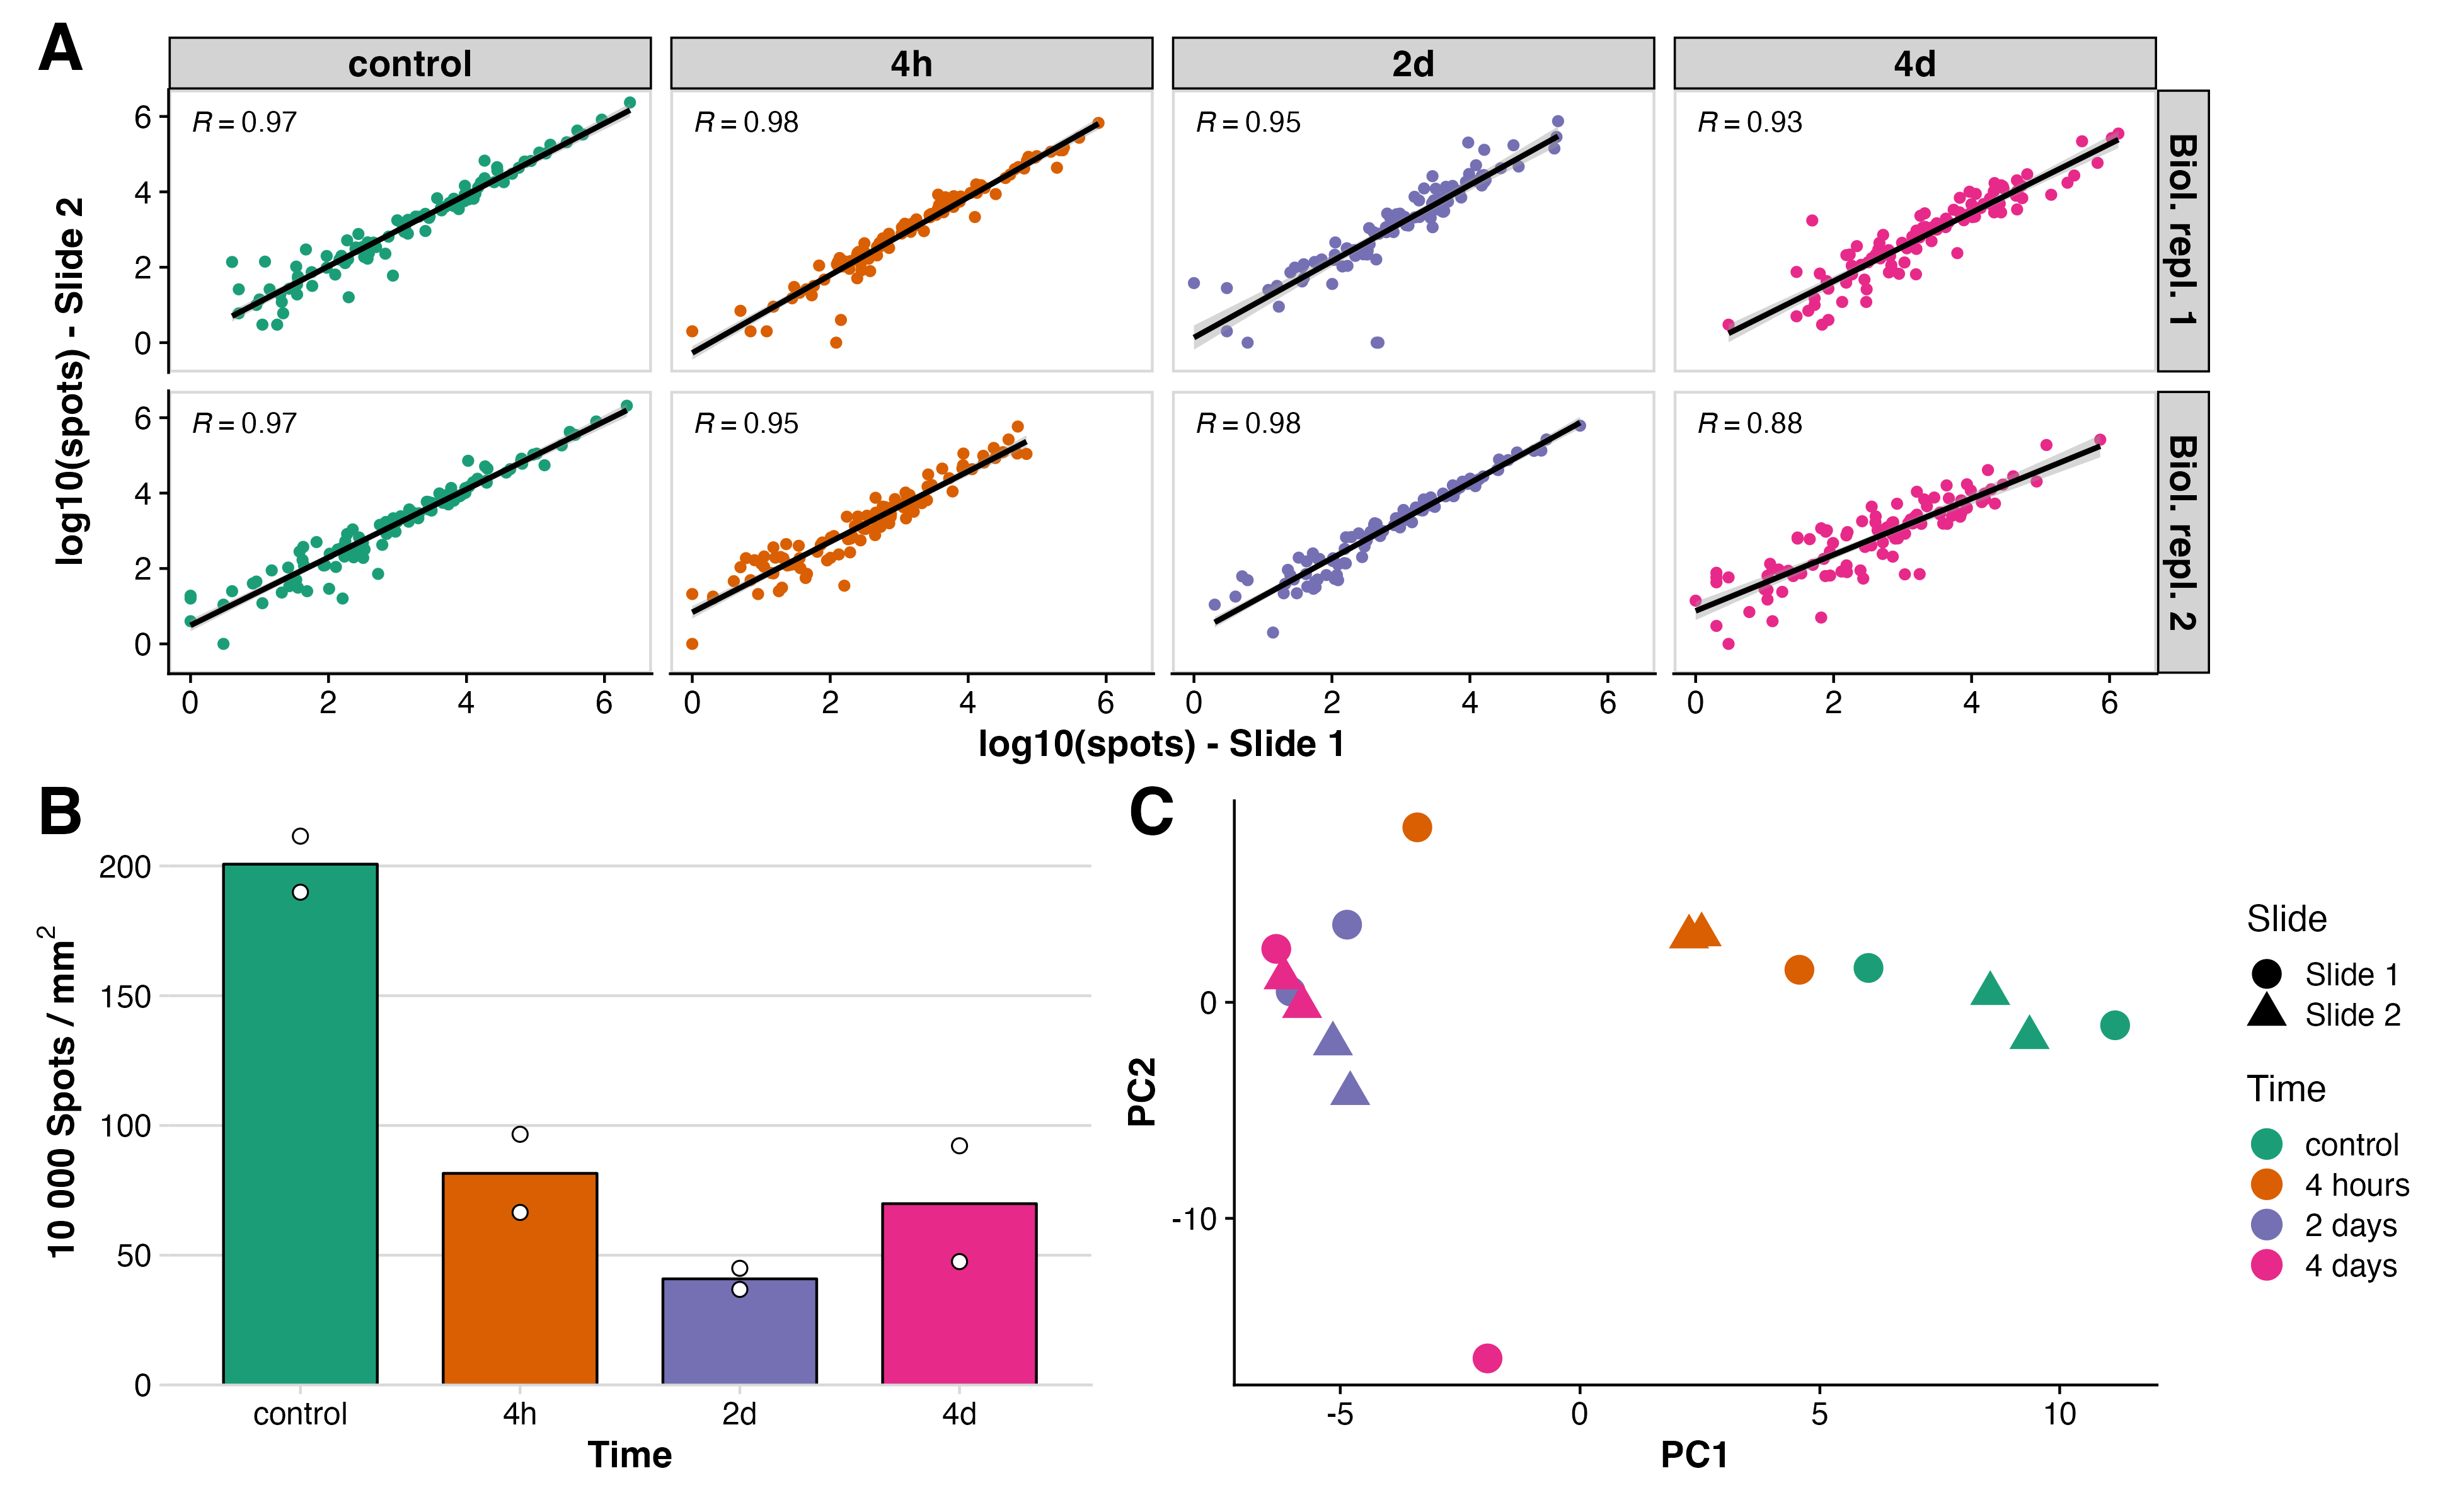 A
control 4h 2d 4d
log10(spots) - Slide 2
6
4
2
0
R = 0.97
R = 0.98
R = 0.95
R = 0.93
Biol. repl. 1
6
4
2
0
R = 0.97
R = 0.95
R = 0.98
R = 0.88
Biol. repl. 2
0 2 4 6 0 2 4 6 0 2 4 6 0 2 4 6
log10(spots) - Slide 1
B
10 000 Spots / mm²
200
150
100
50
0
control 4h 2d 4d
Time
C
PC2
0
-10
-5 0 5 10
PC1
Slide
Slide 1
Slide 2
Time
control
4 hours
2 days
4 days